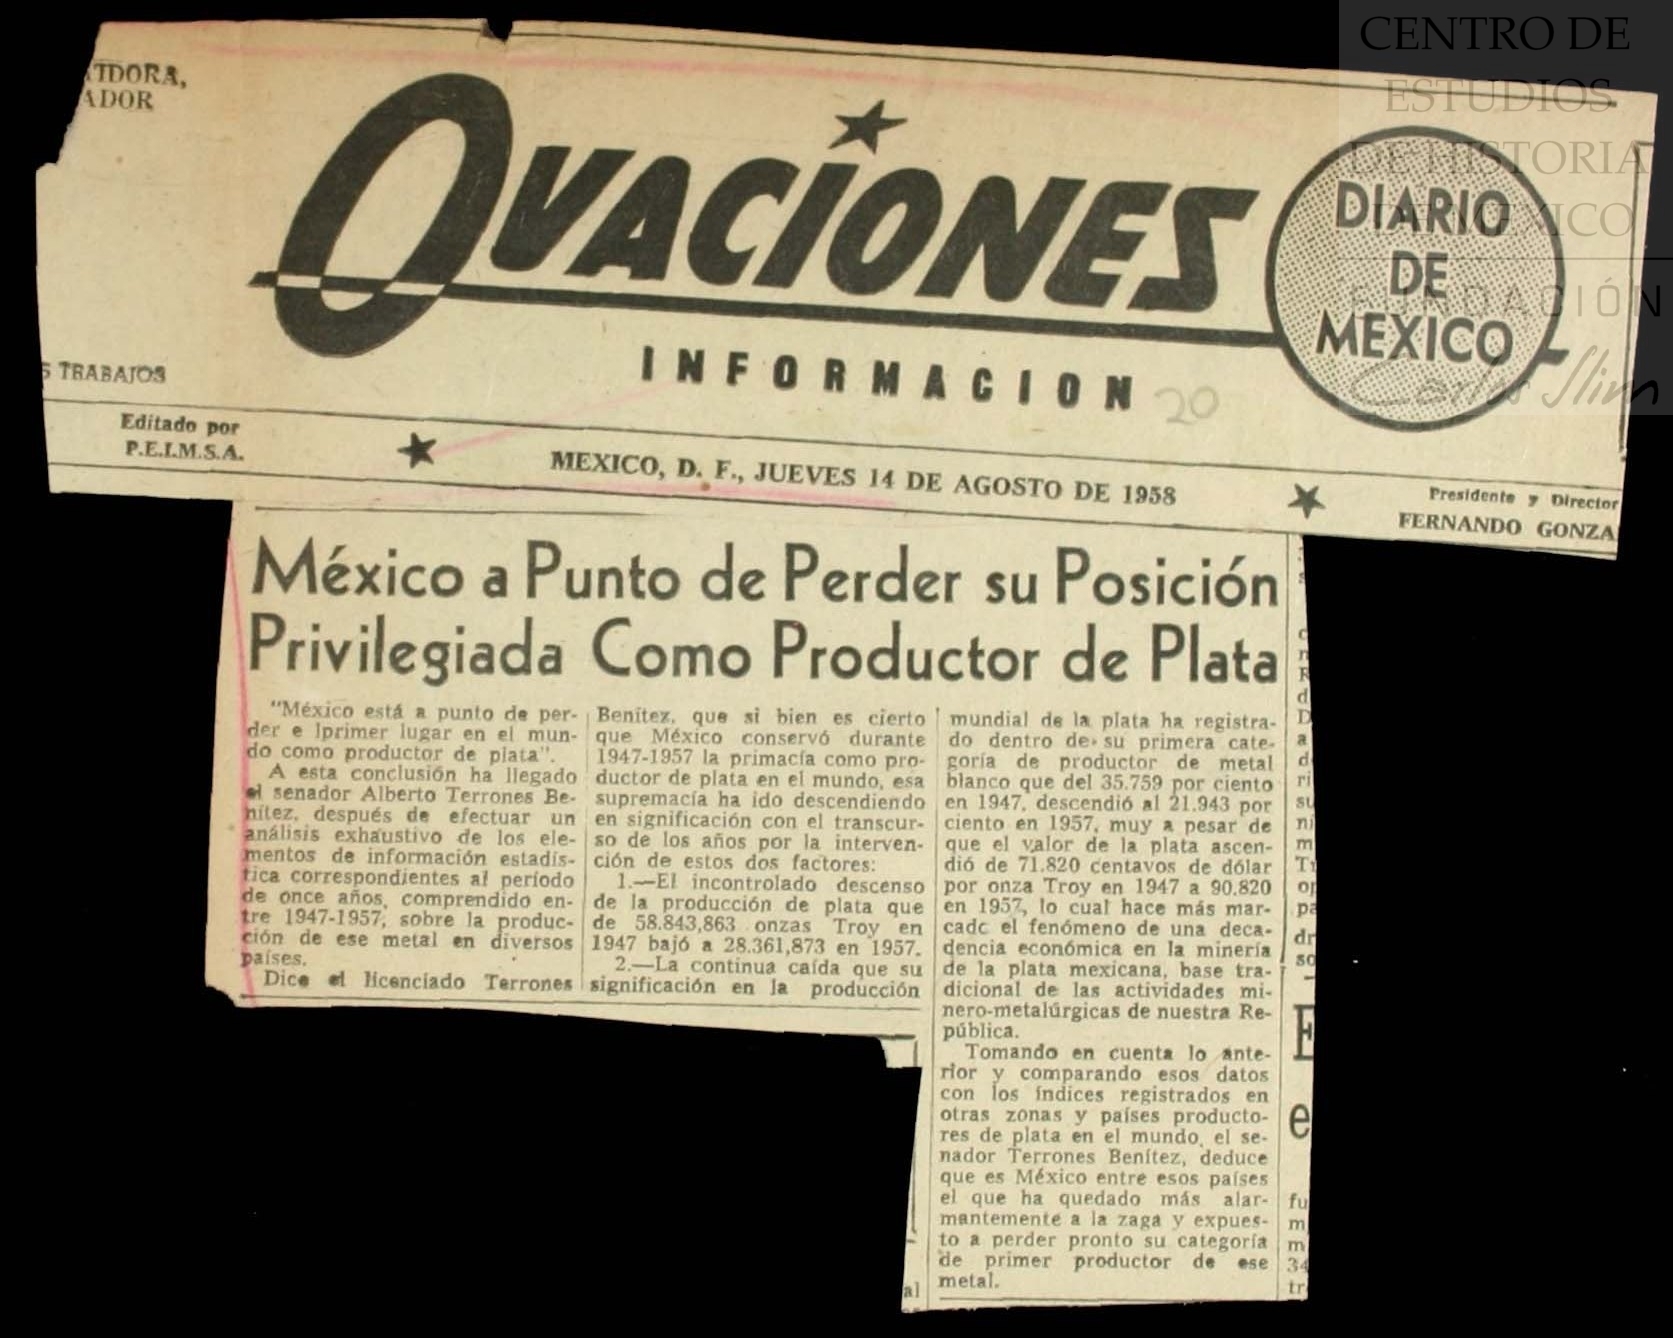 TIDORA,
ADOR
OVACIONES
DIARIO
DE
MEXICO
INFORMACION
20
S TRABAJOS
Editado por
P.E.I.M.S.A.
MEXICO, D. F., JUEVES 14 DE AGOSTO DE 1958
Presidente y Director
FERNANDO GONZA
México a Punto de Perder su Posición
Privilegiada Como Productor de Plata
"México está a punto de per-
der e lprimer lugar en el mun-
do como productor de plata".
A esta conclusión ha llegado
el senador Alberto Terrones Be-
nítez, después de efectuar un
análisis exhaustivo de los ele-
mentos de información estadís-
tica correspondientes al período
de once años, comprendido en-
tre 1947-1957, sobre la produc-
ción de ese metal en diversos
países.
Dice el licenciado Terrones
Benítez, que si bien es cierto
que México conservó durante
1947-1957 la primacía como pro-
ductor de plata en el mundo, esa
supremacía ha ido descendiendo
en significación con el transcur-
so de los años por la interven-
ción de estos dos factores:
1.—El incontrolado descenso
de la producción de plata que
de 58.843,863 onzas Troy en
1947 bajó a 28.361,873 en 1957.
2.—La continua caída que su
significación en la producción
mundial de la plata ha registra-
do dentro de su primera cate-
goría de productor de metal
blanco que del 35.759 por ciento
en 1947, descendió al 21.943 por
ciento en 1957, muy a pesar de
que el valor de la plata ascen-
dió de 71.820 centavos de dólar
por onza Troy en 1947 a 90.820
en 1957, lo cual hace más mar-
cadc el fenómeno de una deca-
dencia económica en la minería
de la plata mexicana, base tra-
dicional de las actividades mi-
nero-metalúrgicas de nuestra Re-
pública.
Tomando en cuenta lo ante-
rior y comparando esos datos
con los índices registrados en
otras zonas y países producto-
res de plata en el mundo, el se-
nador Terrones Benítez, deduce
que es México entre esos países
el que ha quedado más alar-
mantemente a la zaga y expues-
to a perder pronto su categoría
de primer productor de ese
metal.
CENTRO DE
ESTUDIOS
DE HISTORIA
DE MÉXICO
FUNDACIÓN
Carlos Slim